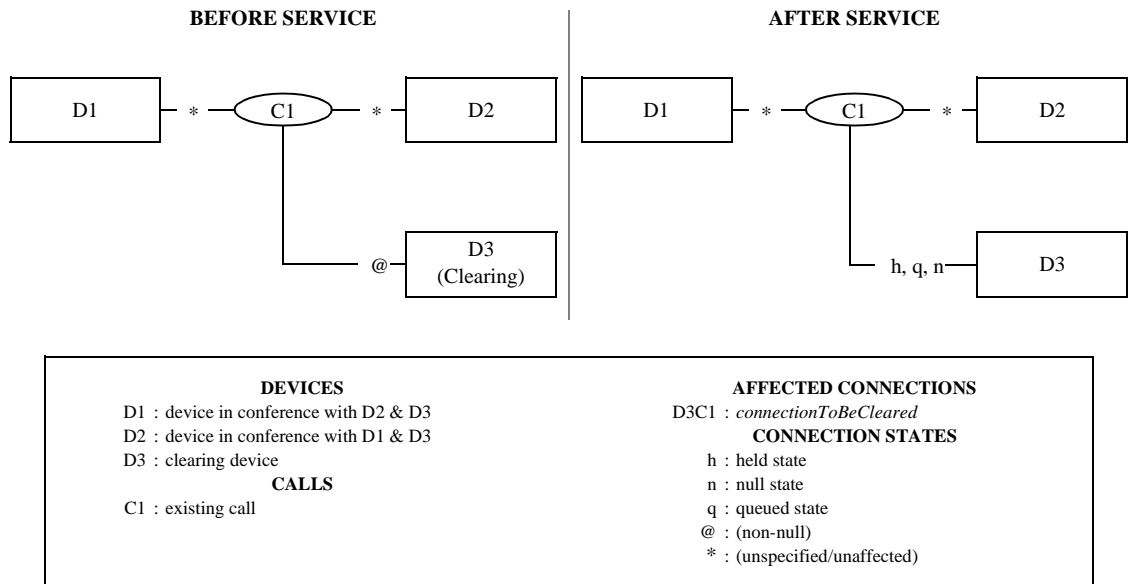 BEFORE SERVICE
AFTER SERVICE
D1 * C1 * D2
D1 * C1 * D2
@ D3
(Clearing)
h, q, n D3
DEVICES
D1 : device in conference with D2 & D3
D2 : device in conference with D1 & D3
D3 : clearing device
CALLS
C1 : existing call
AFFECTED CONNECTIONS
D3C1 : connectionToBeCleared
CONNECTION STATES
h : held state
n : null state
q : queued state
@ : (non-null)
* : (unspecified/unaffected)